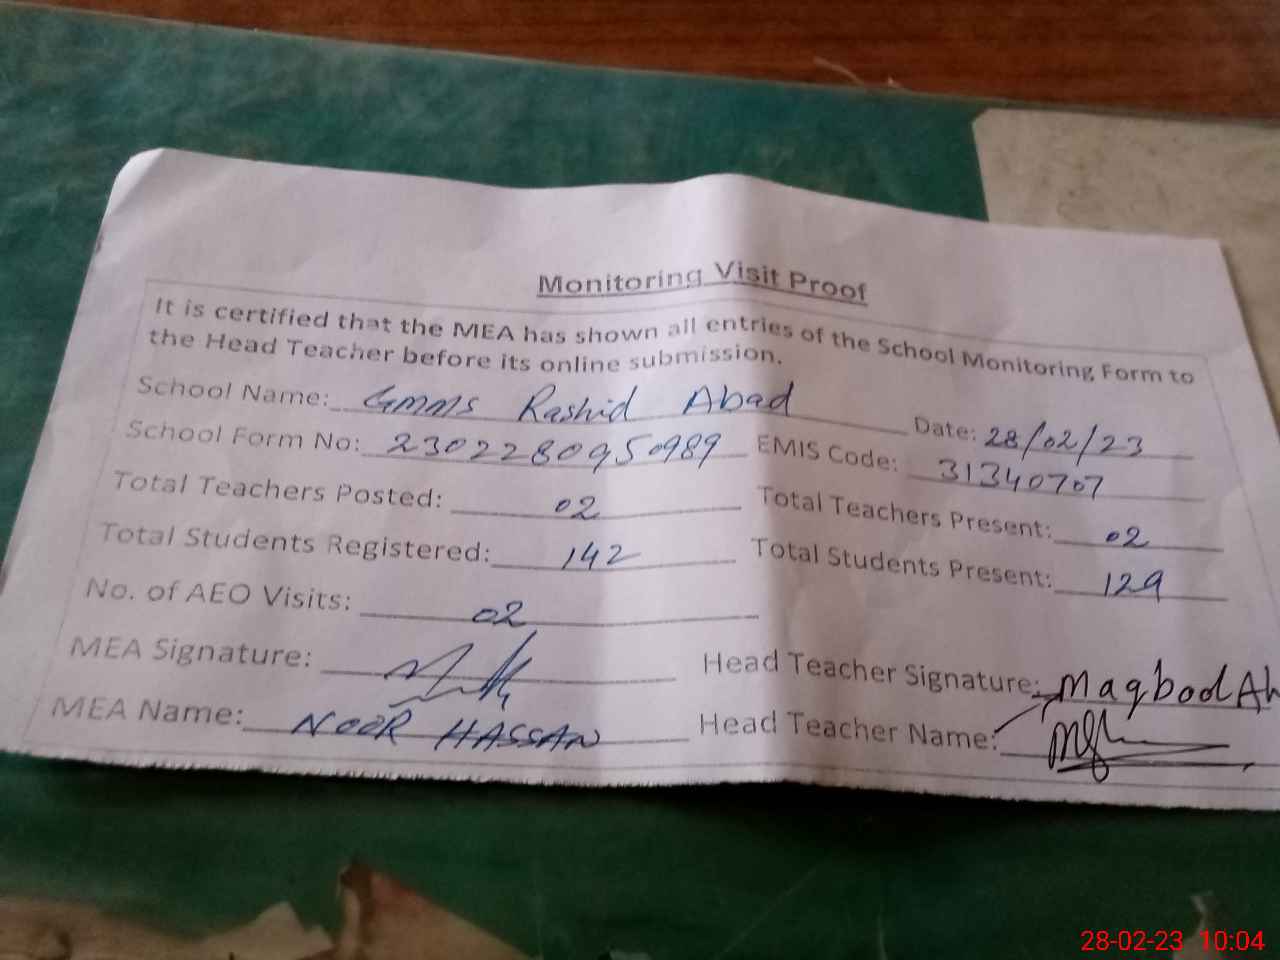 Monitoring Visit Proof
It is certified that the MEA has shown all entries of the School Monitoring Form to
the Head Teacher before its online submission.
School Name: GMMS Rashid Abad Date: 28/02/23
School Form No: 2302280950989 EMIS Code: 31340707
Total Teachers Posted: 02 Total Teachers Present: 02
Total Students Registered: 142 Total Students Present: 129
No. of AEO Visits: 02
MEA Signature: Head Teacher Signature: Maqbool Ah
MEA Name: NOOR HASSAN Head Teacher Name:
28-02-23 10:04